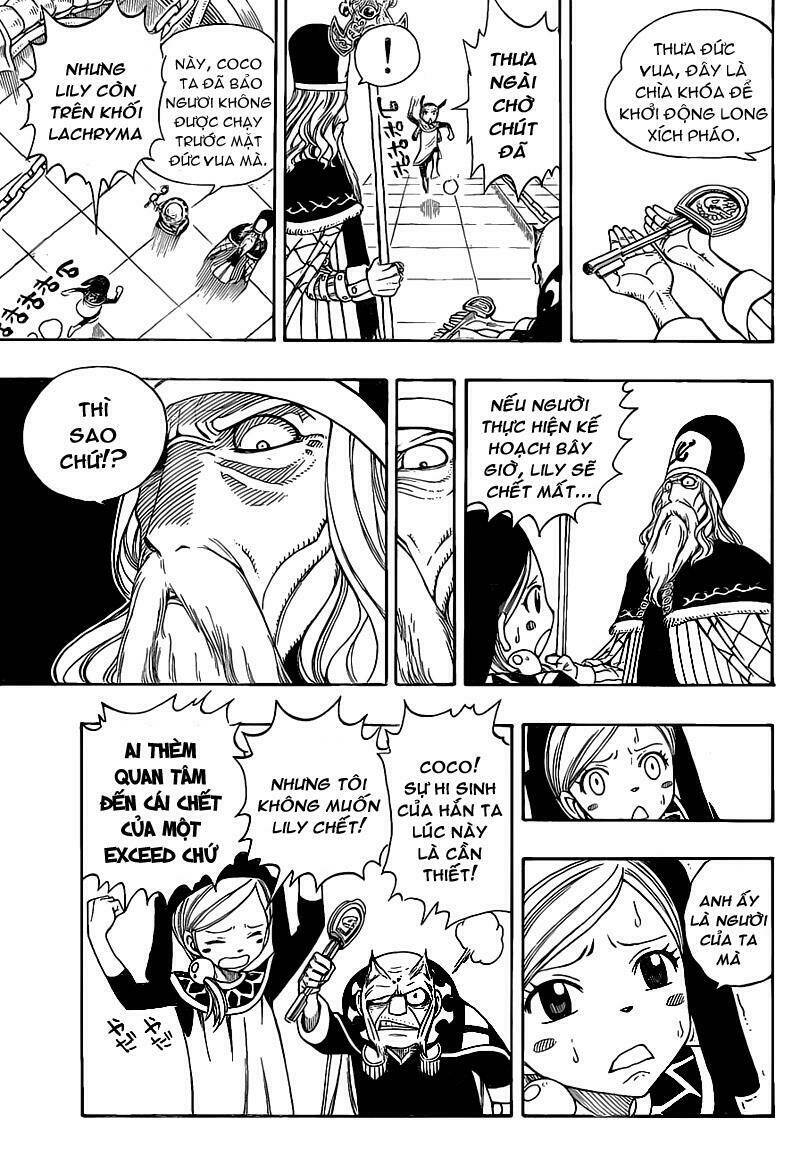 THƯA ĐỨC
VUA, ĐÂY LÀ
CHÌA KHÓA ĐỂ
KHỞI ĐỘNG LONG
XÍCH PHÁO.
THƯA
NGÀI
CHỜ
CHÚT
ĐÃ
!
NÀY, COCO
TA ĐÃ BẢO
NGƯƠI KHÔNG
ĐƯỢC CHẠY
TRƯỚC MẶT
ĐỨC VUA MÀ.
NHƯNG
LILY CÒN
TRÊN KHỐI
LACHRYMA
NẾU NGƯỜI
THỰC HIỆN KẾ
HOẠCH BÂY
GIỜ, LILY SẼ
CHẾT MẤT...
THÌ
SAO
CHỨ!?
ANH ẤY
LÀ NGƯỜI
CỦA TA
MÀ
COCO!
SỰ HI SINH
CỦA HẮN TA
LÚC NÀY
LÀ CẦN
THIẾT!
NHƯNG TÔI
KHÔNG MUỐN
LILY CHẾT!
AI THÈM
QUAN TÂM
ĐẾN CÁI CHẾT
CỦA MỘT
EXCEED CHỨ